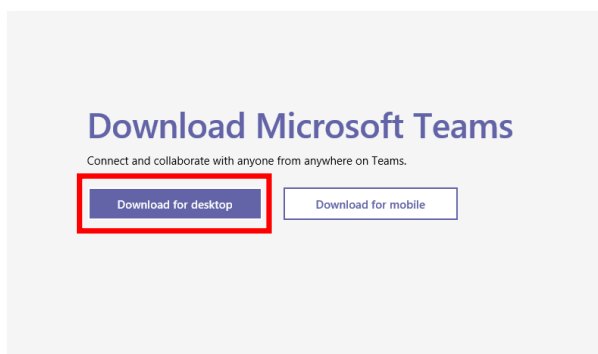 Download Microsoft Teams
Connect and collaborate with anyone from anywhere on Teams.
Download for desktop
Download for mobile